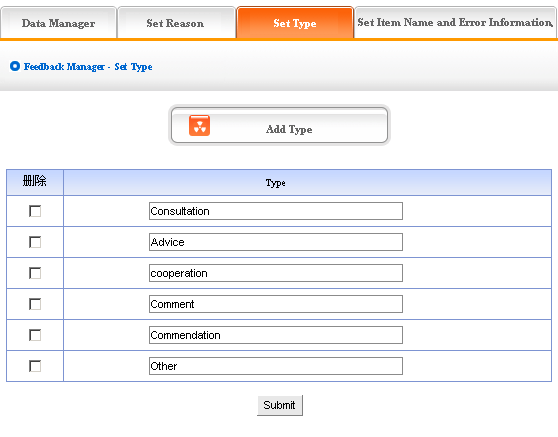 Data Manager Set Reason Set Type Set Item Name and Error Information,
Feedback Manager - Set Type
Add Type
删除 Type
Consultation
Advice
cooperation
Comment
Commendation
Other
Submit